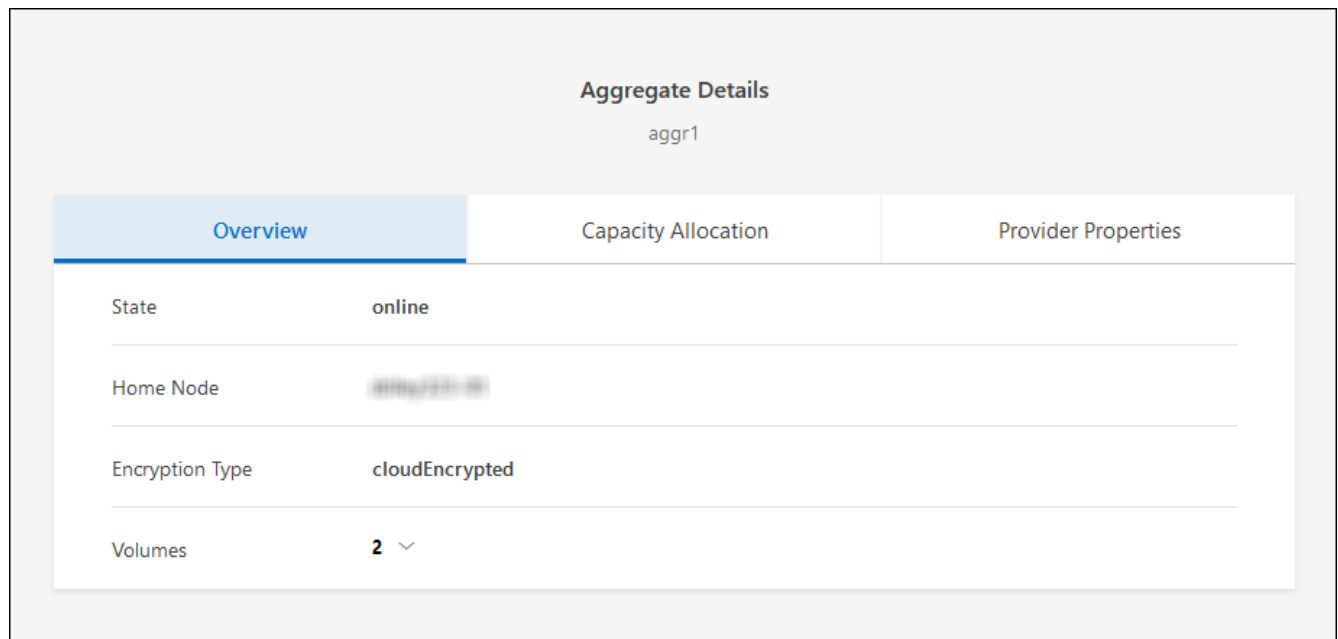 Aggregate Details
aggr1
Overview Capacity Allocation Provider Properties
State online
Home Node
Encryption Type cloudEncrypted
Volumes 2